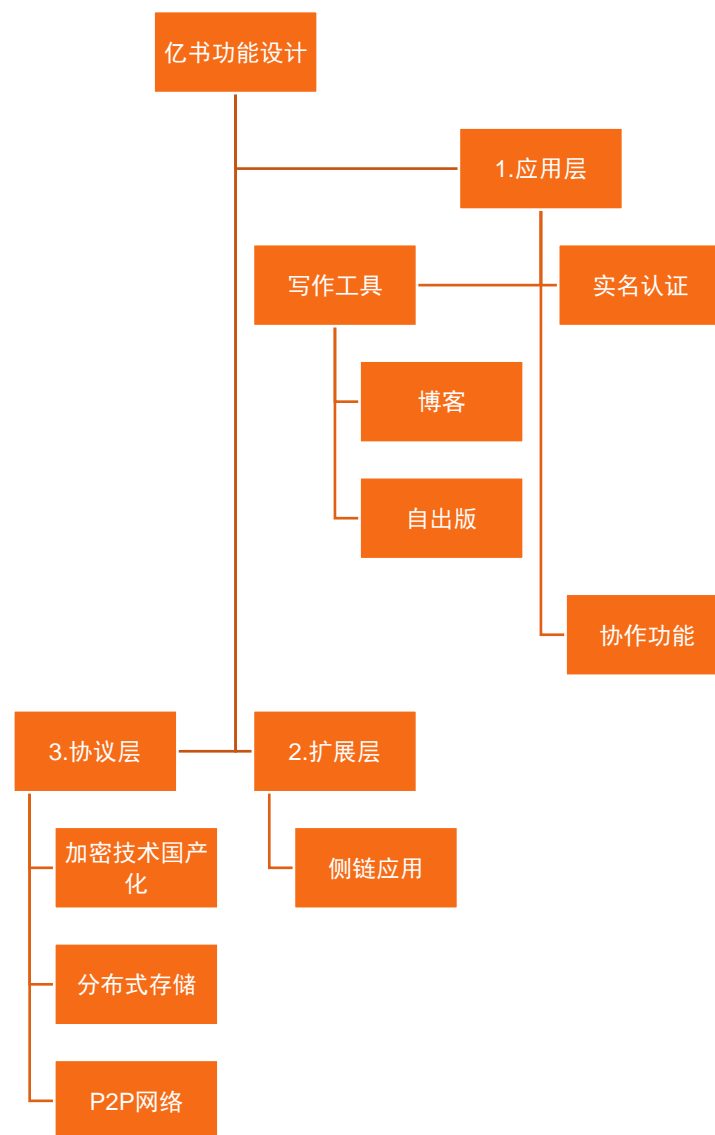 亿书功能设计
1.应用层
写作工具
实名认证
博客
自出版
协作功能
3.协议层
2.扩展层
加密技术国产
化
侧链应用
分布式存储
P2P网络